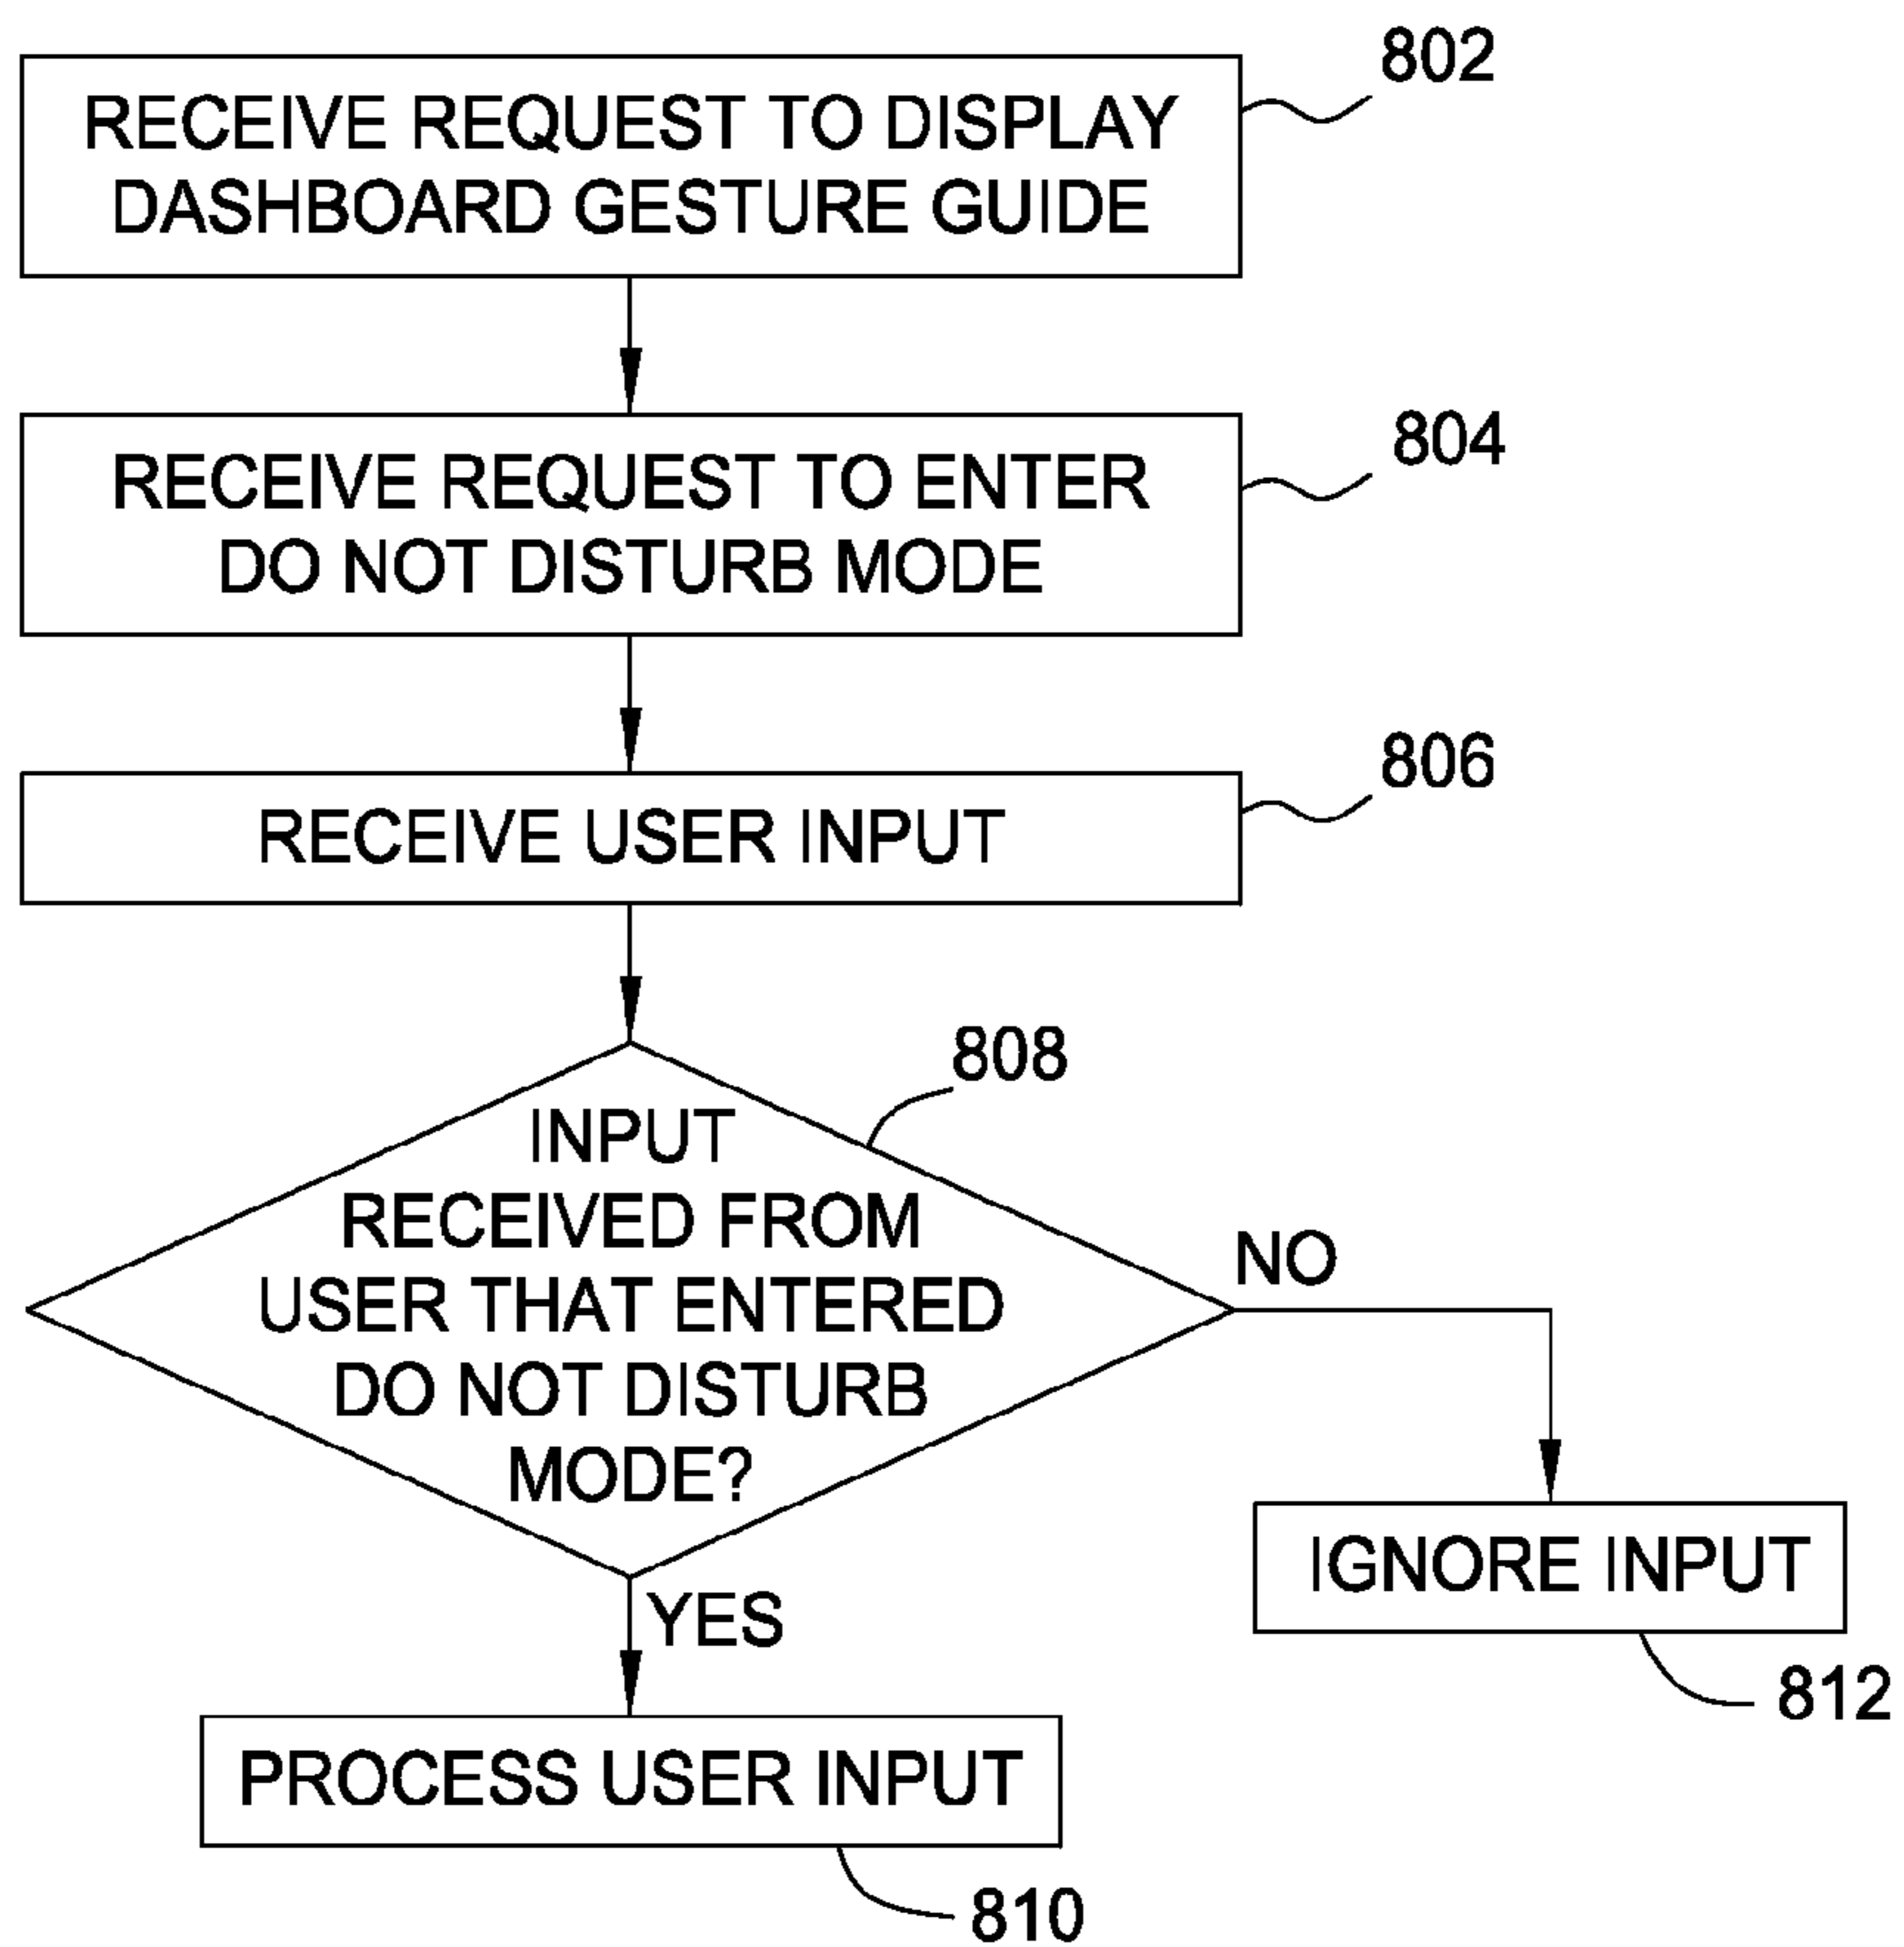 802
RECEIVE REQUEST TO DISPLAY
DASHBOARD GESTURE GUIDE
804
RECEIVE REQUEST TO ENTER
DO NOT DISTURB MODE
806
RECEIVE USER INPUT
808
INPUT
RECEIVED FROM
USER THAT ENTERED
DO NOT DISTURB
MODE?
NO
YES
IGNORE INPUT
812
PROCESS USER INPUT
810